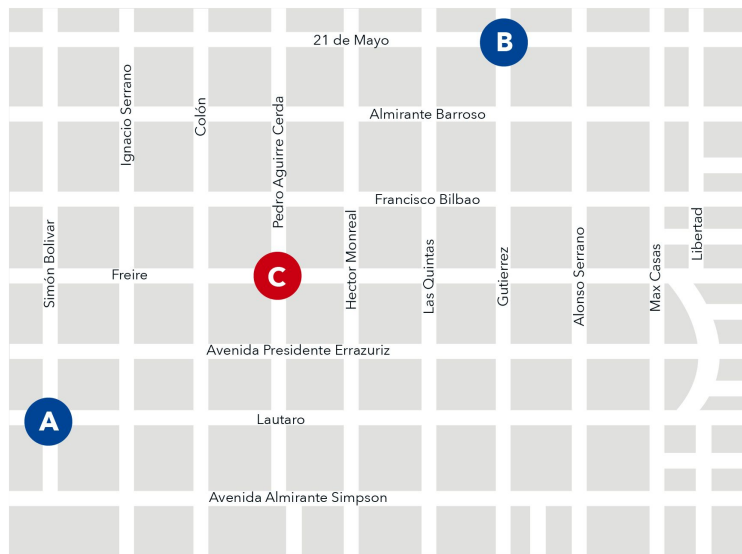 21 de Mayo
B
Ignacio Serrano
Colón
Pedro Aguirre Cerda
Almirante Barroso
Francisco Bilbao
Simón Bolivar
Freire
C
Hector Monreal
Las Quintas
Gutierrez
Alonso Serrano
Max Casas
Libertad
Avenida Presidente Errazuriz
A
Lautaro
Avenida Almirante Simpson